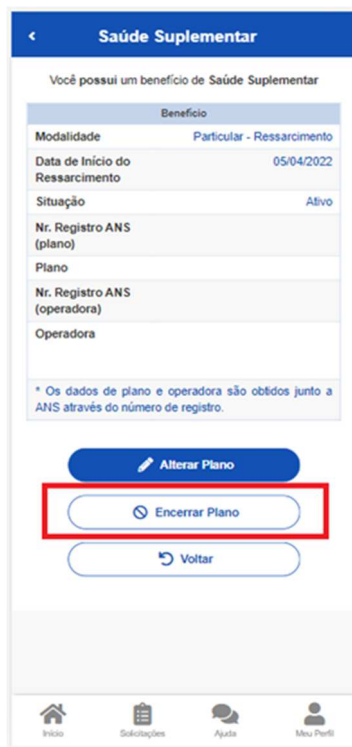 Saúde Suplementar
Você possui um benefício de Saúde Suplementar
Benefício
Modalidade Particular - Ressarcimento
Data de Início do 05/04/2022
Ressarcimento
Situação Ativo
Nr. Registro ANS
(plano)
Plano
Nr. Registro ANS
(operadora)
Operadora
* Os dados de plano e operadora são obtidos junto a
ANS através do número de registro.
Alterar Plano
Encerrar Plano
Voltar
Início Solicitações Ajuda Meu Perfil